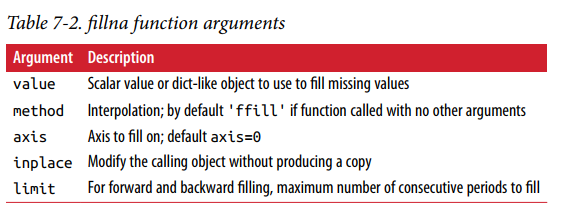 Table 7-2. fillna function arguments
Argument Description
value Scalar value or dict-like object to use to fill missing values
method Interpolation; by default 'ffill' if function called with no other arguments
axis Axis to fill on; default axis=0
inplace Modify the calling object without producing a copy
limit For forward and backward filling, maximum number of consecutive periods to fill